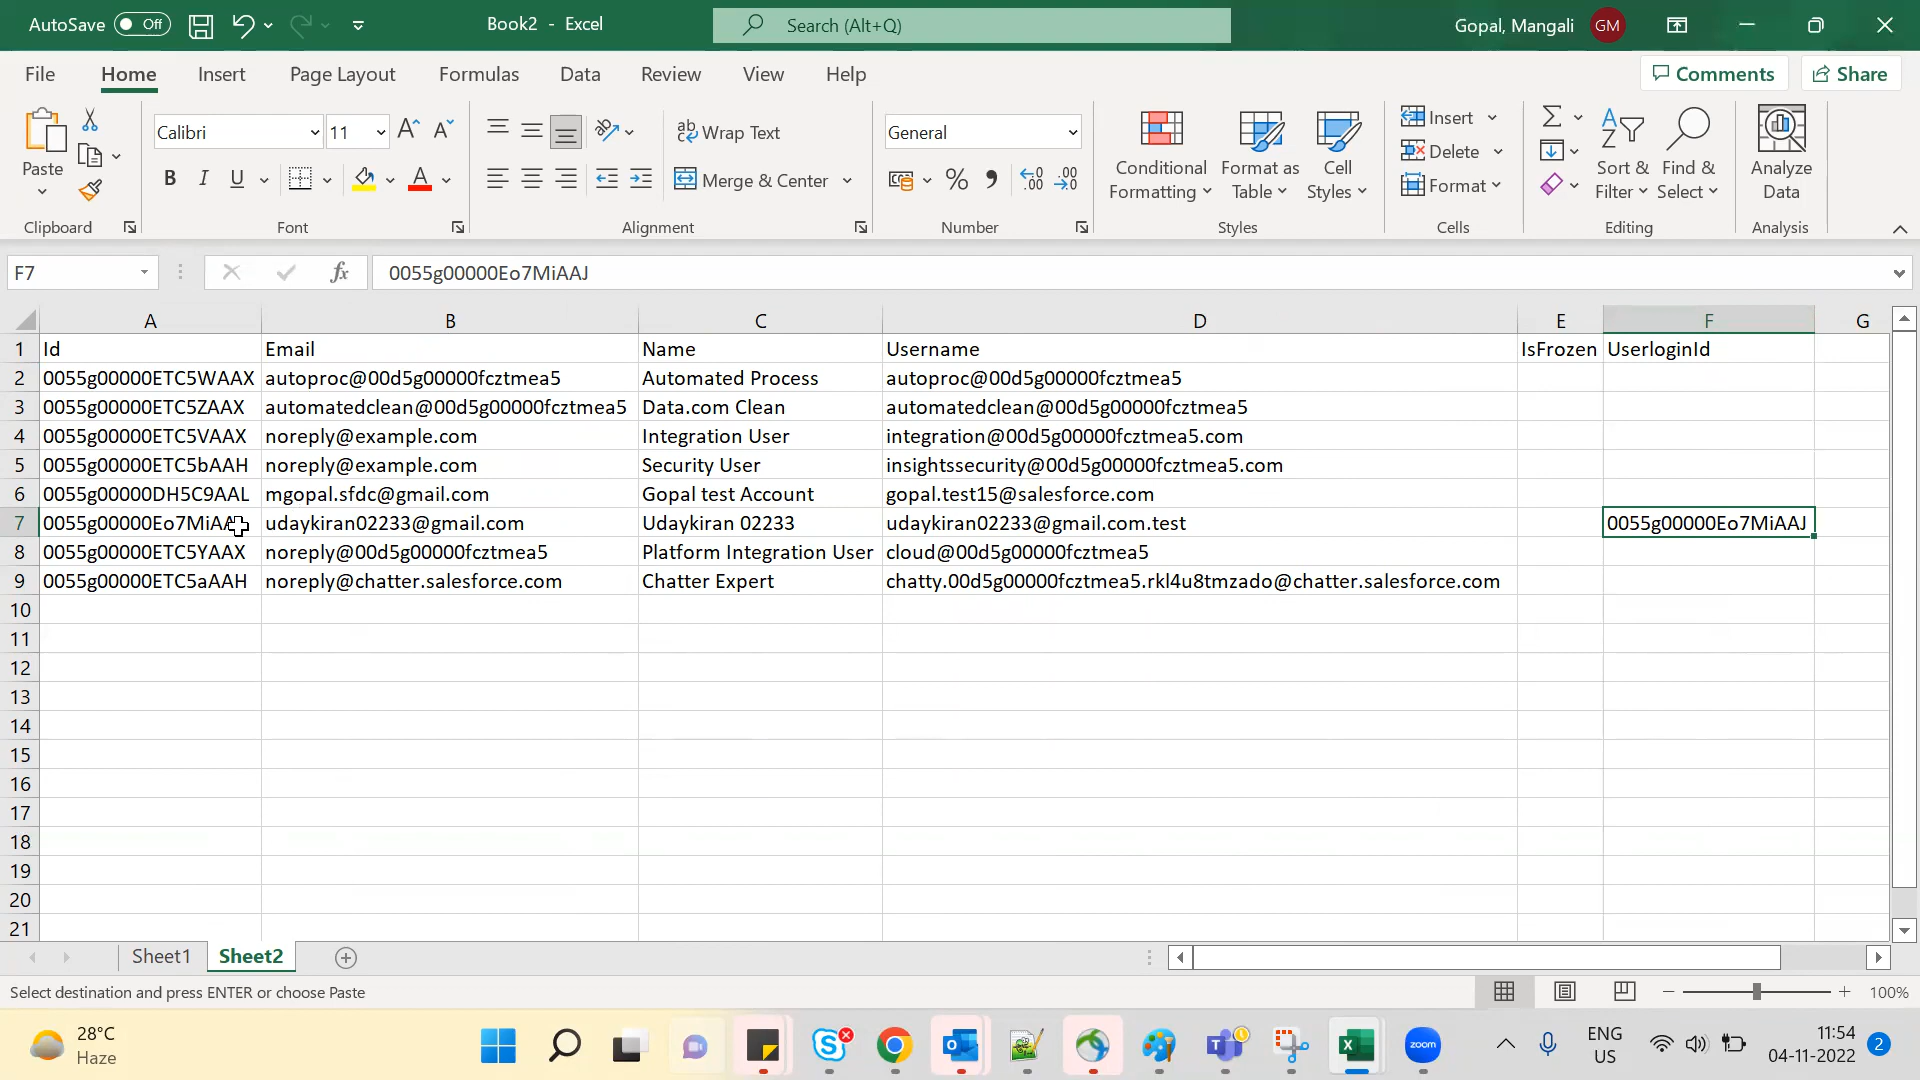 AutoSave Off Book2 - Excel Search (Alt+Q) Gopal, Mangali GM
File Home Insert Page Layout Formulas Data Review View Help Comments Share
Calibri 11 Wrap Text General Insert
Paste Conditional Format as Cell Delete Sort & Find & Analyze
Merge & Center Formatting Table Styles Format Filter Select Data
Clipboard Font Alignment Number Styles Cells Editing Analysis
F7 fx 0055g00000Eo7MiAAJ
A B C D E F G
1 Id Email Name Username IsFrozen UserloginId
2 0055g00000ETC5WAAX autoproc@00d5g00000fcztmea5 Automated Process autoproc@00d5g00000fcztmea5
3 0055g00000ETC5ZAAX automatedclean@00d5g00000fcztmea5 Data.com Clean automatedclean@00d5g00000fcztmea5
4 0055g00000ETC5VAAX noreply@example.com Integration User integration@00d5g00000fcztmea5.com
5 0055g00000ETC5bAAH noreply@example.com Security User insightssecurity@00d5g00000fcztmea5.com
6 0055g00000DH5C9AAL mgopal.sfdc@gmail.com Gopal test Account gopal.test15@salesforce.com
7 0055g00000Eo7MiAAJ udaykiran02233@gmail.com Udaykiran 02233 udaykiran02233@gmail.com.test 0055g00000Eo7MiAAJ
8 0055g00000ETC5YAAX noreply@00d5g00000fcztmea5 Platform Integration User cloud@00d5g00000fcztmea5
9 0055g00000ETC5aAAH noreply@chatter.salesforce.com Chatter Expert chatty.00d5g00000fcztmea5.rkl4u8tmzado@chatter.salesforce.com
10
11
12
13
14
15
16
17
18
19
20
21
Sheet1 Sheet2
Select destination and press ENTER or choose Paste 100%
28°C ENG 11:54
Haze zoom US 04-11-2022 2